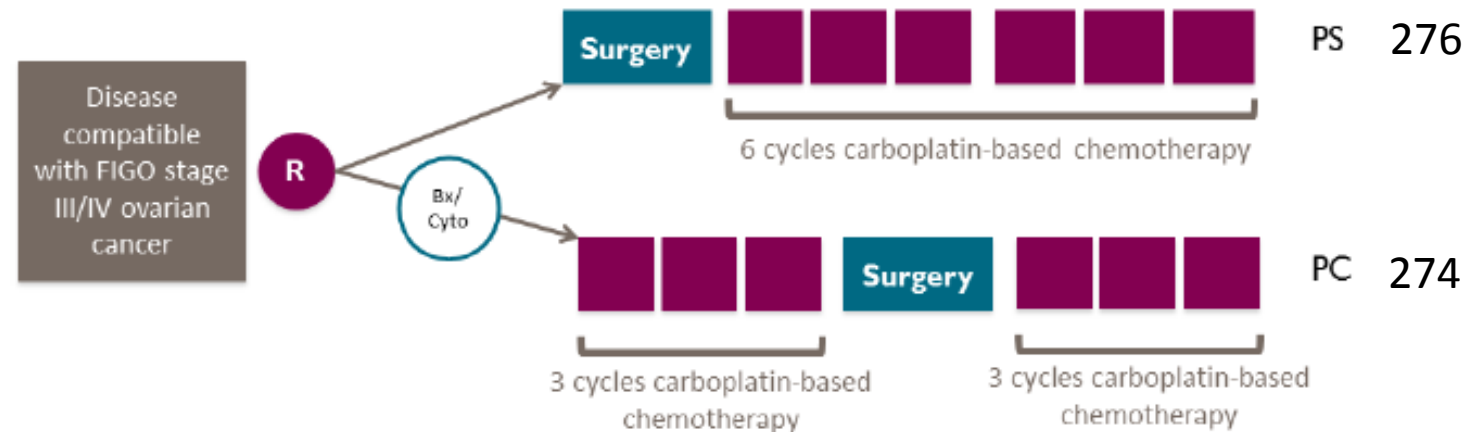 Disease
compatible
with FIGO stage
III/IV ovarian
cancer
R
Bx/
Cyto
Surgery
PS 276
6 cycles carboplatin-based chemotherapy
Surgery
PC 274
3 cycles carboplatin-based
chemotherapy
3 cycles carboplatin-based
chemotherapy